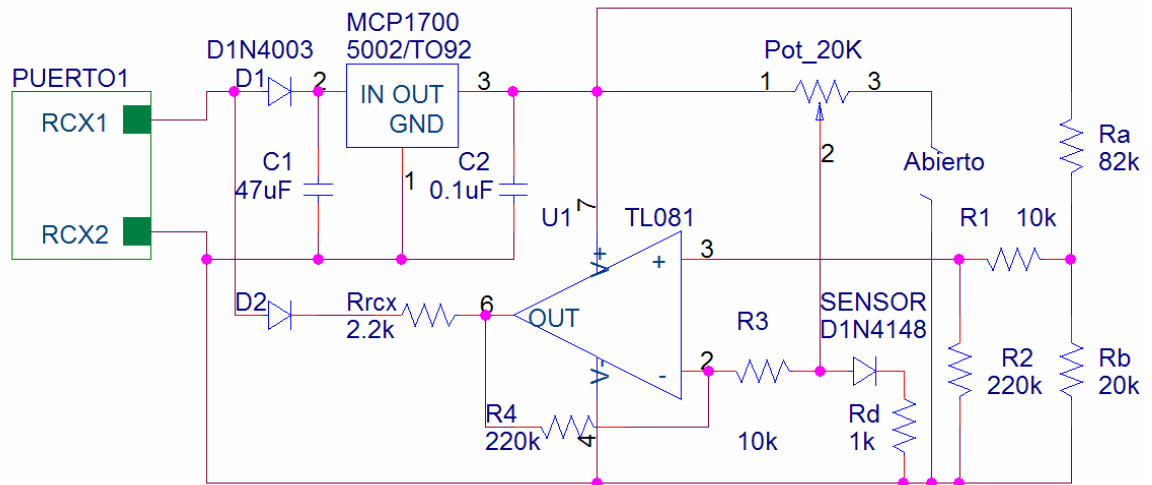 MCP1700
5002/TO92
D1N4003
Pot_20K
PUERTO1
D1
2
IN OUT
3
1
3
RCX1
GND
Ra
82k
C1
47uF
1
C2
0.1uF
2
Abierto
7
U1
TL081
R1
10k
RCX2
V+
+
3
D2
Rrcx
2.2k
6
OUT
SENSOR
D1N4148
R3
2
V-
-
R2
220k
Rb
20k
R4
220k
4
10k
Rd
1k